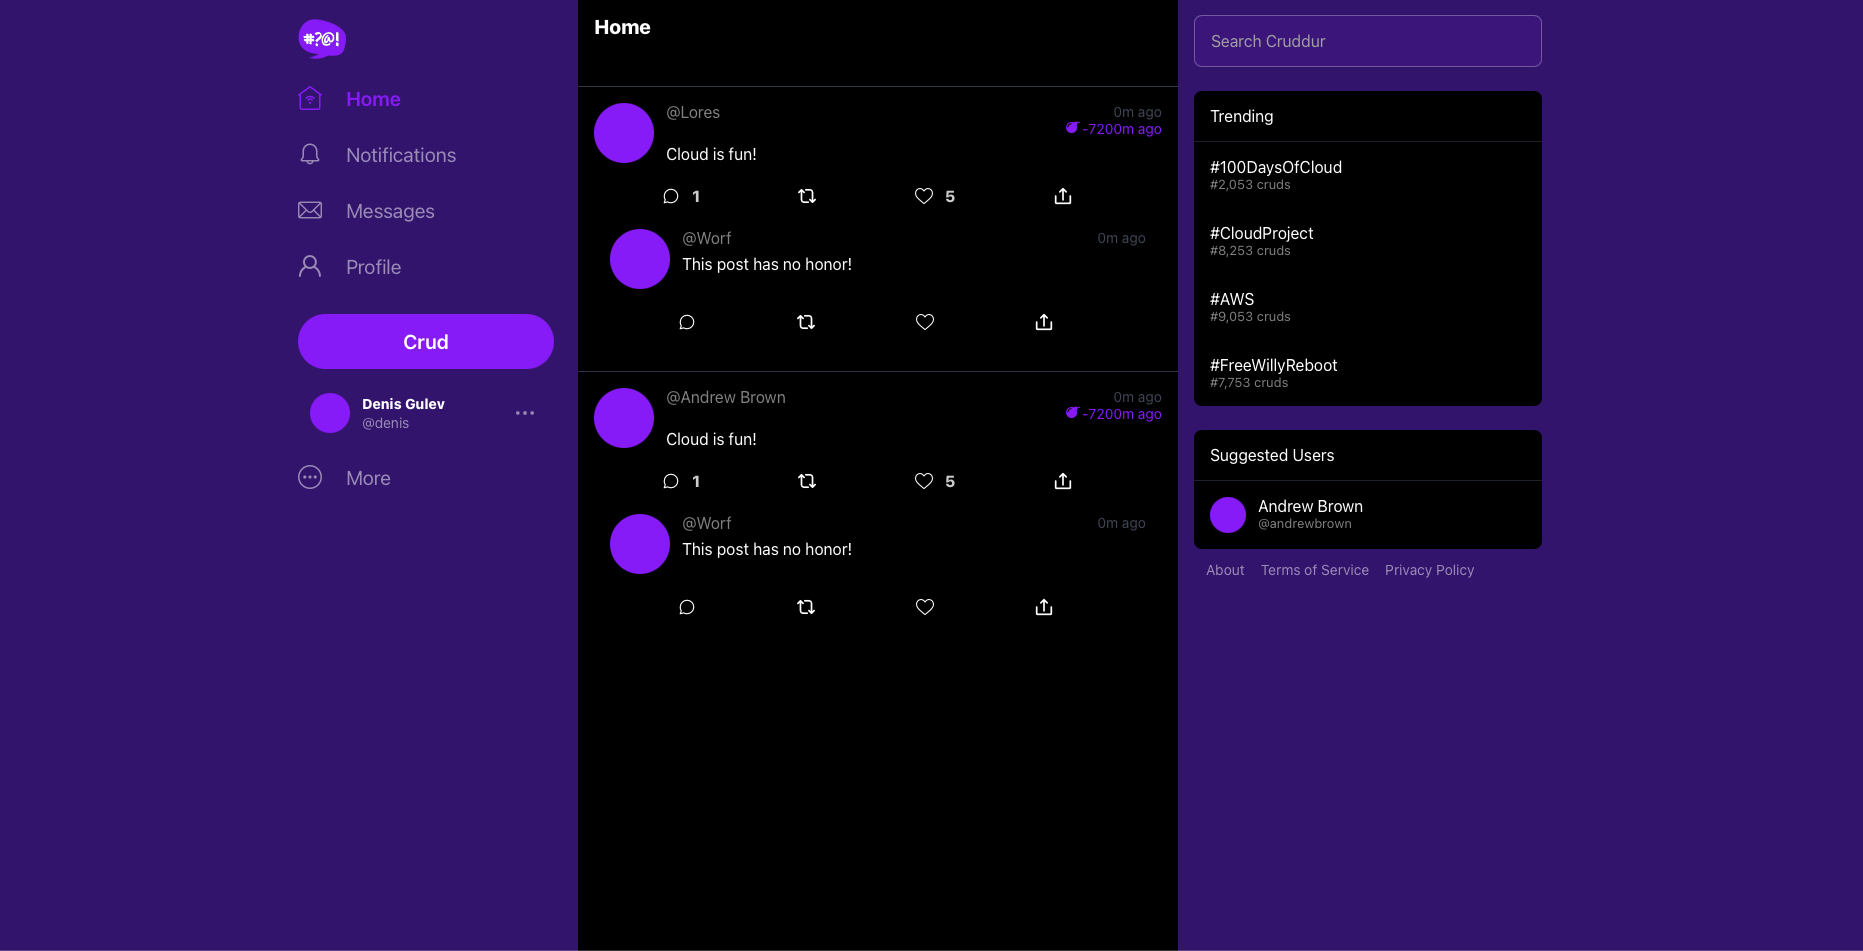 #?@!
Home
Notifications
Messages
Profile
Crud
Denis Gulev
@denis
More
Home
@Lores
0m ago
-7200m ago
Cloud is fun!
1
5
@Worf
0m ago
This post has no honor!
@Andrew Brown
0m ago
-7200m ago
Cloud is fun!
1
5
@Worf
0m ago
This post has no honor!
Search Cruddur
Trending
#100DaysOfCloud
#2,053 cruds
#CloudProject
#8,253 cruds
#AWS
#9,053 cruds
#FreeWillyReboot
#7,753 cruds
Suggested Users
Andrew Brown
@andrewbrown
About Terms of Service Privacy Policy